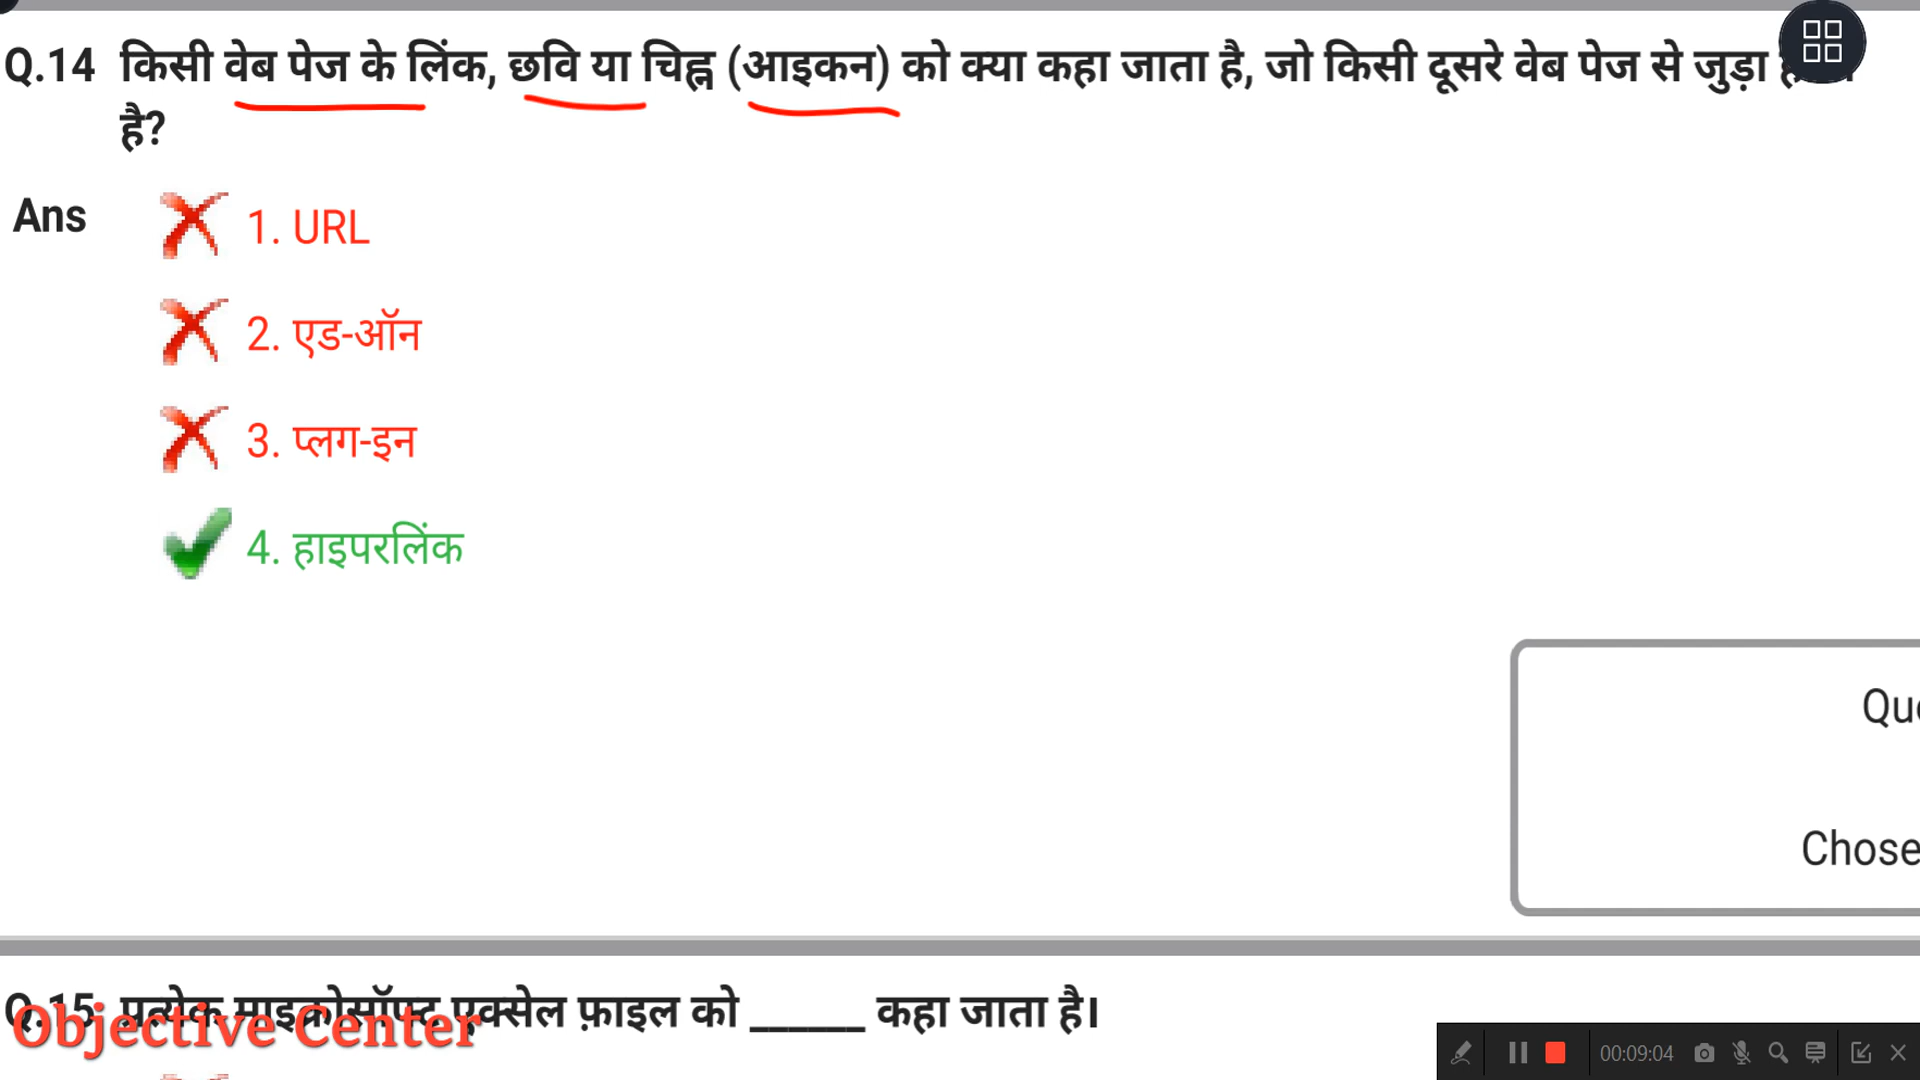 Q.14 किसी वेब पेज के लिंक, छवि या चिह्न (आइकन) को क्या कहा जाता है, जो किसी दूसरे वेब पेज से जुड़ा
है?
Ans
1. URL
2. एड-ऑन
3. प्लग-इन
4. हाइपरलिंक
Chose
Q.15 प्रत्येक माइक्रोसॉफ्ट एक्सेल फ़ाइल को ______ कहा जाता है।
Objective Center
00:09:04